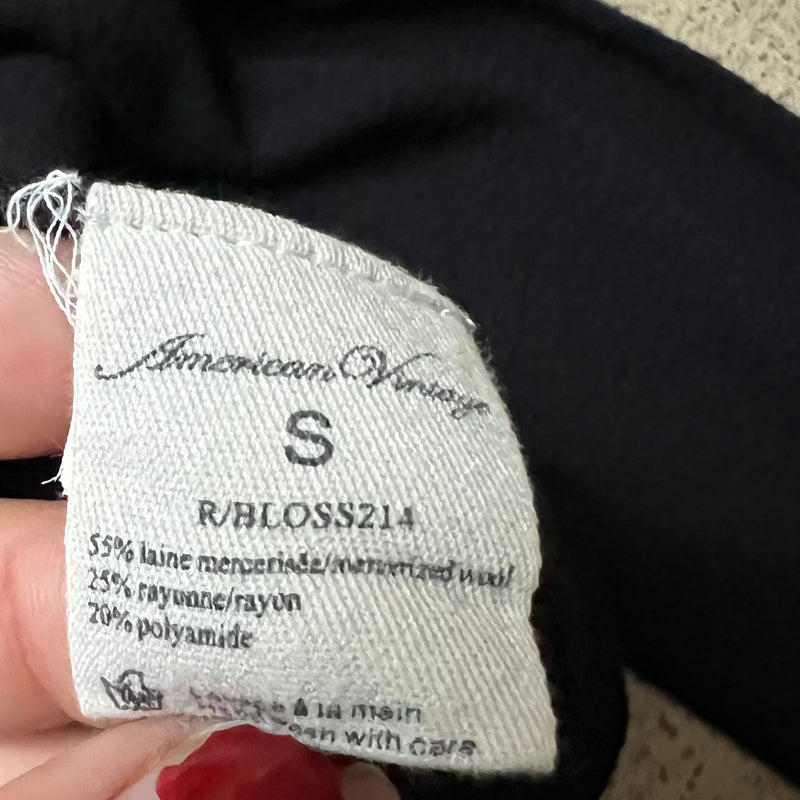 American Vintage
S
R/BLOSS214
55% laine mercerisée/mercerized wool
25% rayonne/rayon
20% polyamide
à la main
with care